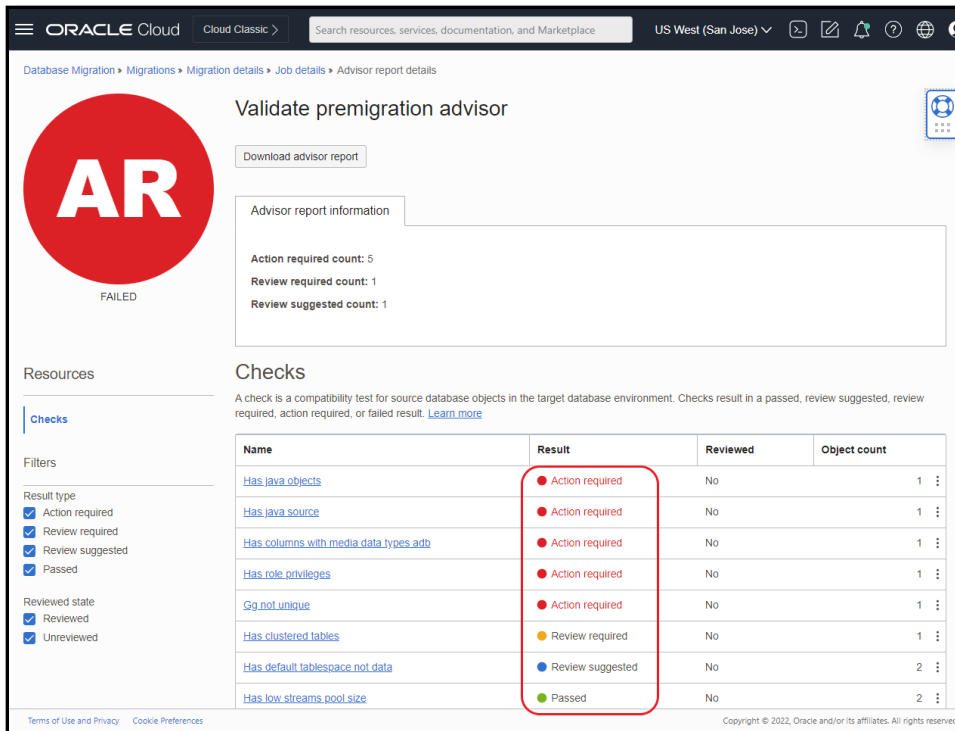 ORACLE Cloud
Cloud Classic >
Search resources, services, documentation, and Marketplace
US West (San Jose)
Database Migration » Migrations » Migration details » Job details » Advisor report details
AR
FAILED
Validate premigration advisor
Download advisor report
Advisor report information
Action required count: 5
Review required count: 1
Review suggested count: 1
Resources
Checks
Filters
Result type
Action required
Review required
Review suggested
Passed
Reviewed state
Reviewed
Unreviewed
Checks
A check is a compatibility test for source database objects in the target database environment. Checks result in a passed, review suggested, review
required, action required, or failed result. Learn more
Name Result Reviewed Object count
Has java objects Action required No 1
Has java source Action required No 1
Has columns with media data types adb Action required No 1
Has role privileges Action required No 1
Gg not unique Action required No 1
Has clustered tables Review required No 1
Has default tablespace not data Review suggested No 2
Has low streams pool size Passed No 2
Terms of Use and Privacy Cookie Preferences
Copyright © 2022, Oracle and/or its affiliates. All rights reserved